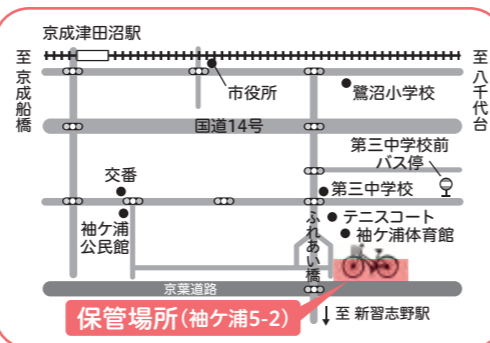 京成津田沼駅
至京成船橋
至八千代台
市役所
鷺沼小学校
国道14号
第三中学校前
バス停
交番
第三中学校
袖ケ浦
公民館
ふれあい橋
テニスコート
袖ケ浦体育館
京葉道路
保管場所(袖ケ浦5-2)
至 新習志野駅